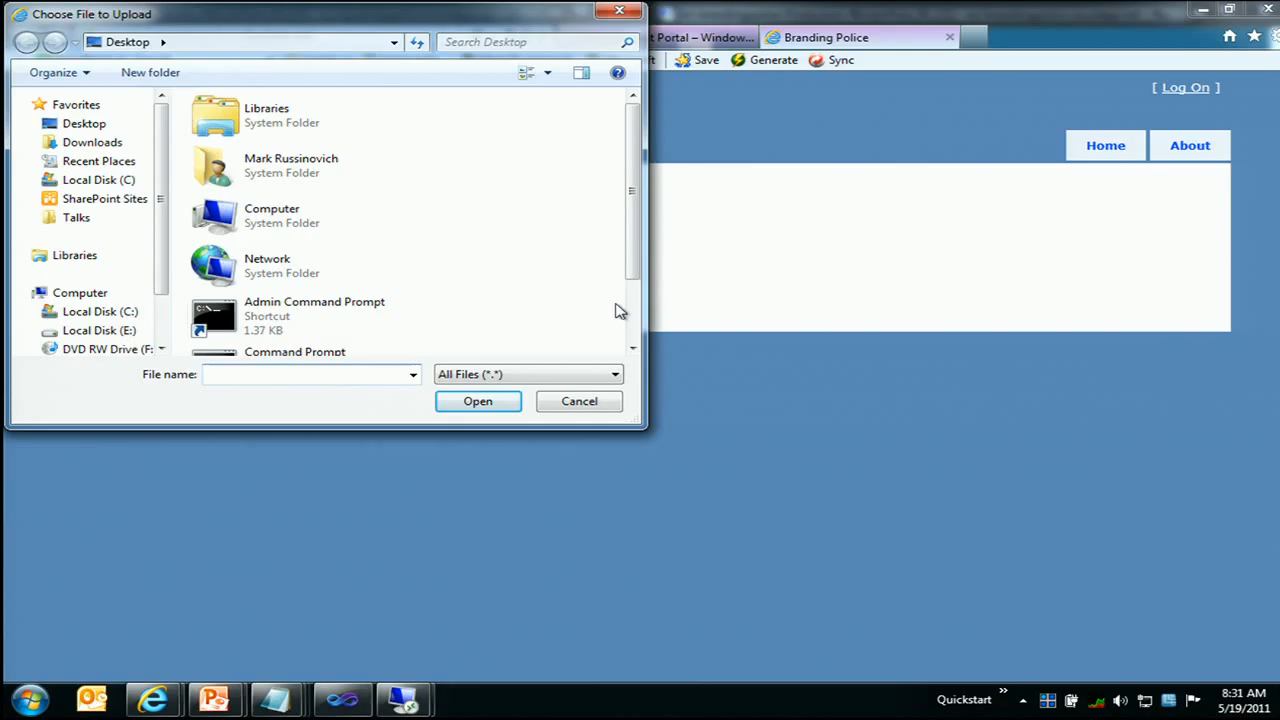 Choose File to Upload
Desktop
Search Desktop
Organize
New folder
Favorites
Desktop
Downloads
Recent Places
Local Disk (C)
SharePoint Sites
Talks
Libraries
Computer
Local Disk (C:)
Local Disk (E:)
DVD RW Drive (F:
Libraries
System Folder
Mark Russinovich
System Folder
Computer
System Folder
Network
System Folder
Admin Command Prompt
Shortcut
1.37 KB
Command Prompt
File name:
All Files (*.*)
Open
Cancel
t Portal – Window...
Branding Police
Save
Generate
Sync
[ Log On ]
Home
About
Quickstart
8:31 AM
5/19/2011